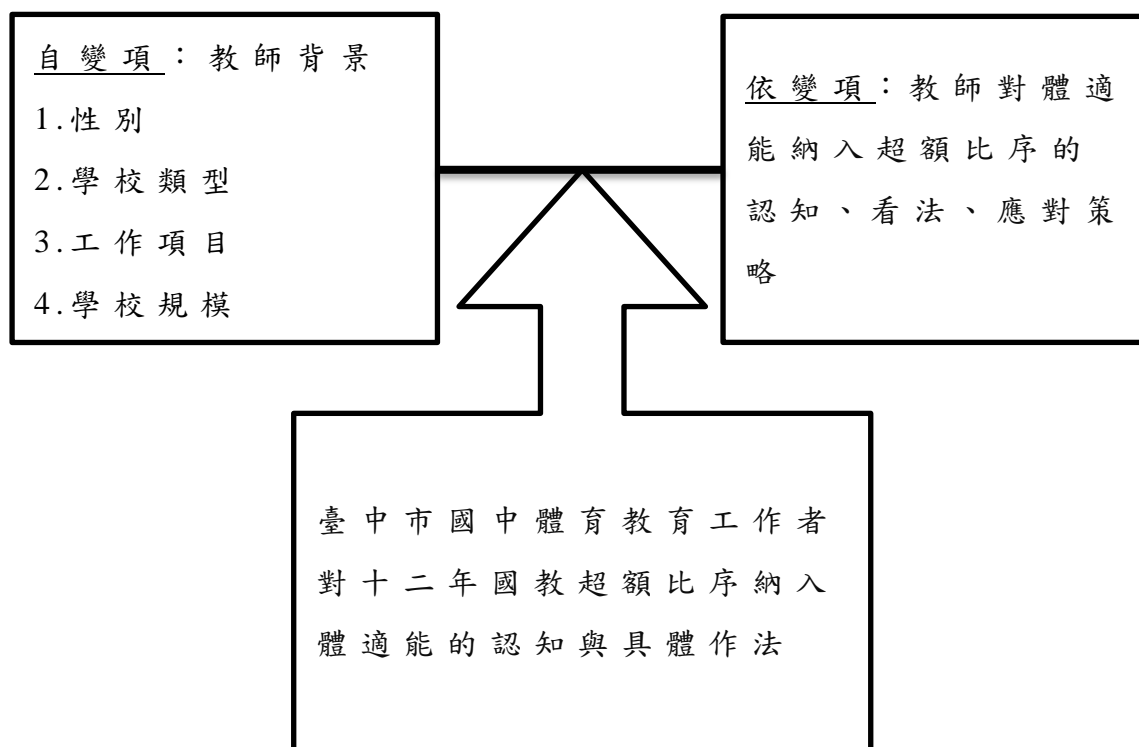 自變項：教師背景
1.性別
2.學校類型
3.工作項目
4.學校規模
依變項：教師對體適
能納入超額比序的
認知、看法、應對策
略
臺中市國中體育教育工作者
對十二年國教超額比序納入
體適能的認知與具體作法